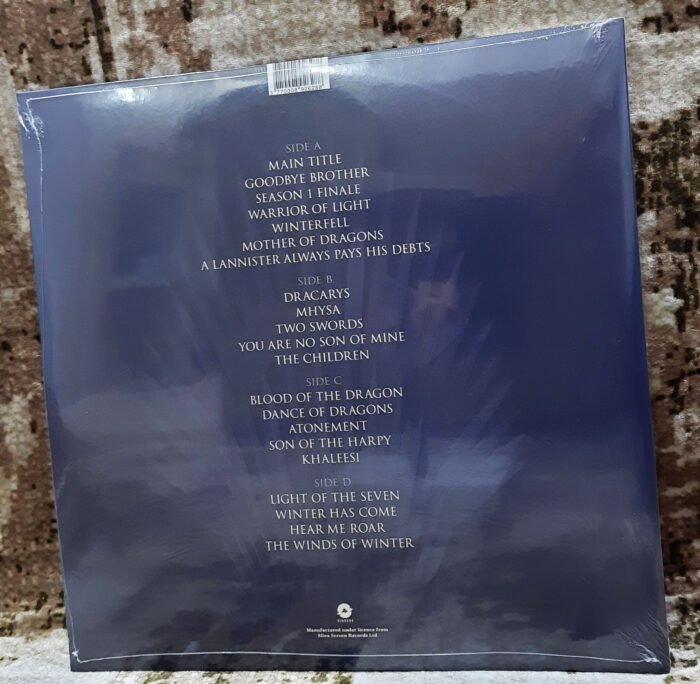 SIDE A
MAIN TITLE
GOODBYE BROTHER
SEASON 1 FINALE
WARRIOR OF LIGHT
WINTERFELL
MOTHER OF DRAGONS
A LANNISTER ALWAYS PAYS HIS DEBTS
SIDE B
DRACARYS
MHYSA
TWO SWORDS
YOU ARE NO SON OF MINE
THE CHILDREN
SIDE C
BLOOD OF THE DRAGON
DANCE OF DRAGONS
ATONEMENT
SON OF THE HARPY
KHALEESI
SIDE D
LIGHT OF THE SEVEN
WINTER HAS COME
HEAR ME ROAR
THE WINDS OF WINTER
Manufactured under licence from
Silva Screen Records Ltd